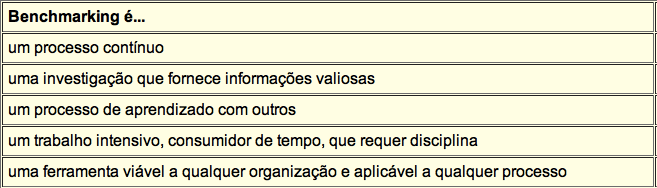 Benchmarking é...
um processo contínuo
uma investigação que fornece informações valiosas
um processo de aprendizado com outros
um trabalho intensivo, consumidor de tempo, que requer disciplina
uma ferramenta viável a qualquer organização e aplicável a qualquer processo